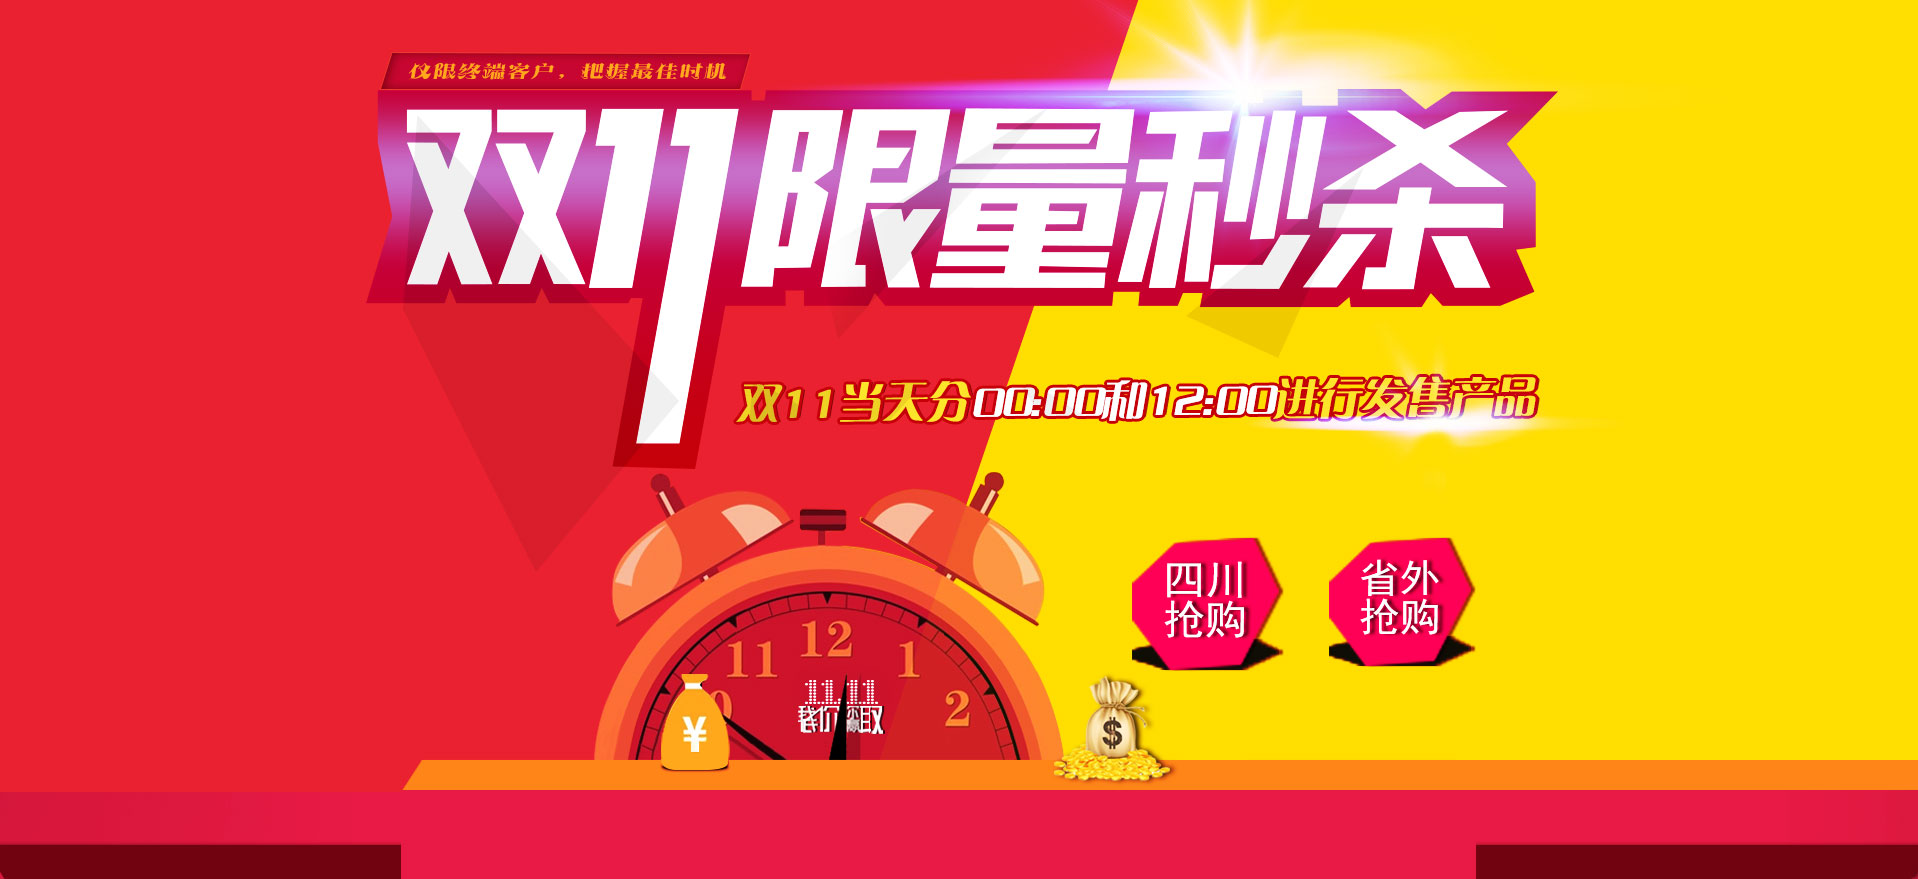 仅限终端客户，把握最佳时机
双11限量秒杀
双11当天分00:00和12:00进行发售产品
四川
抢购
省外
抢购
12
11
1
2
11.11
¥
$